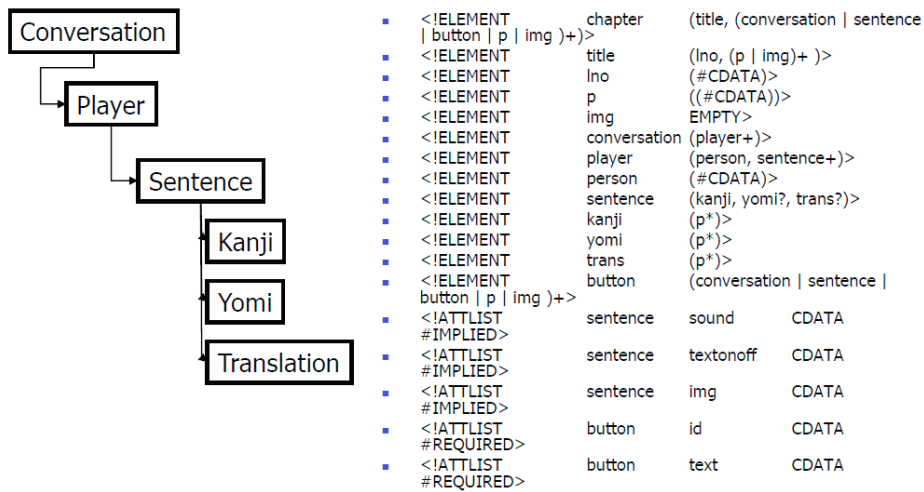 Conversation
Player
Sentence
Kanji
Yomi
Translation
<!ELEMENT chapter (title, (conversation | sentence
| button | p | img )+)>
<!ELEMENT title (lno, (p | img)+ )>
<!ELEMENT lno (#CDATA)>
<!ELEMENT p ((#CDATA))>
<!ELEMENT img EMPTY>
<!ELEMENT conversation (player+)>
<!ELEMENT player (person, sentence+)>
<!ELEMENT person (#CDATA)>
<!ELEMENT sentence (kanji, yomi?, trans?)>
<!ELEMENT kanji (p*)>
<!ELEMENT yomi (p*)>
<!ELEMENT trans (p*)>
<!ELEMENT button (conversation | sentence |
button | p | img )+>
<!ATTLIST sentence sound CDATA
#IMPLIED>
<!ATTLIST sentence textonoff CDATA
#IMPLIED>
<!ATTLIST sentence img CDATA
#IMPLIED>
<!ATTLIST button id CDATA
#REQUIRED>
<!ATTLIST button text CDATA
#REQUIRED>